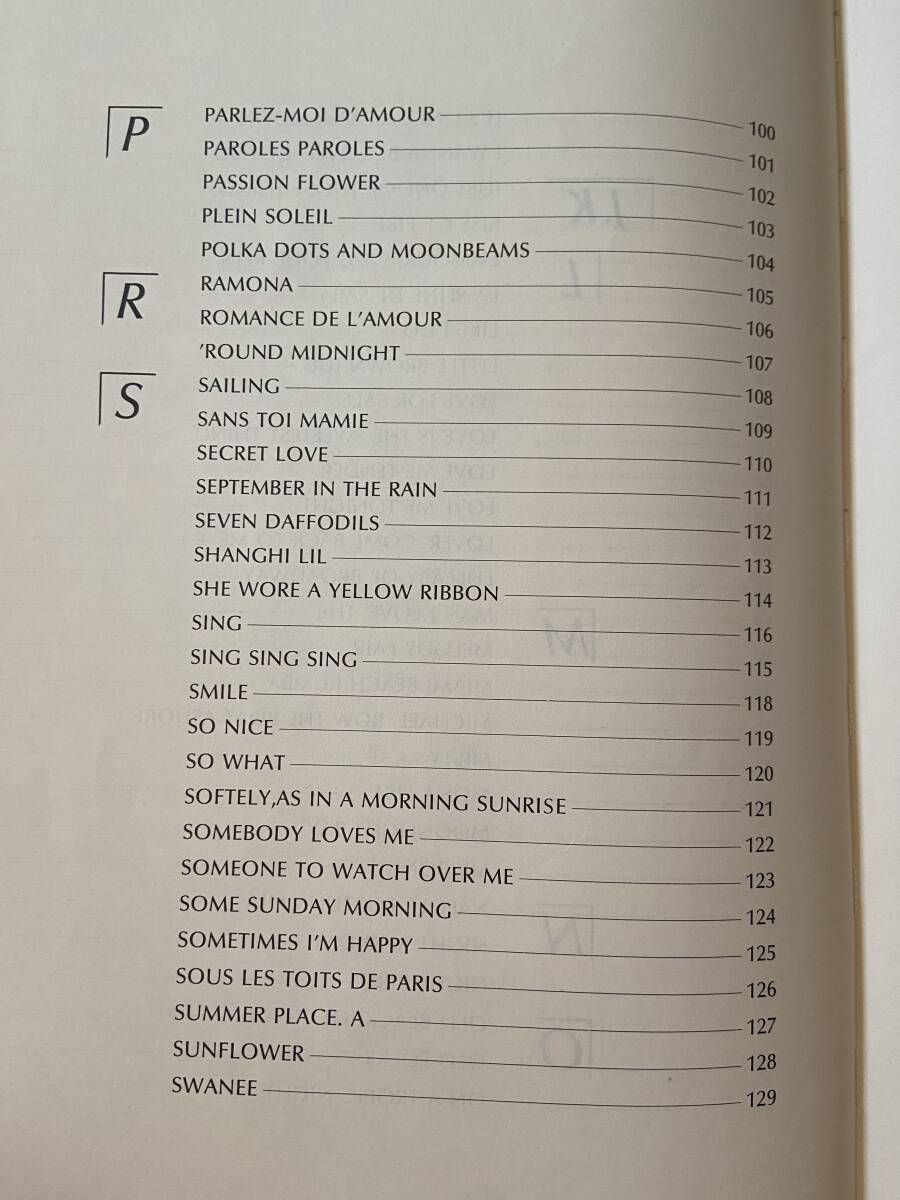 P
PARLEZ-MOI D'AMOUR 100
PAROLES PAROLES 101
PASSION FLOWER 102
PLEIN SOLEIL 103
POLKA DOTS AND MOONBEAMS 104
R
RAMONA 105
ROMANCE DE L'AMOUR 106
'ROUND MIDNIGHT 107
S
SAILING 108
SANS TOI MAMIE 109
SECRET LOVE 110
SEPTEMBER IN THE RAIN 111
SEVEN DAFFODILS 112
SHANGHI LIL 113
SHE WORE A YELLOW RIBBON 114
SING 116
SING SING SING 115
SMILE 118
SO NICE 119
SO WHAT 120
SOFTELY,AS IN A MORNING SUNRISE 121
SOMEBODY LOVES ME 122
SOMEONE TO WATCH OVER ME 123
SOME SUNDAY MORNING 124
SOMETIMES I'M HAPPY 125
SOUS LES TOITS DE PARIS 126
SUMMER PLACE. A 127
SUNFLOWER 128
SWANEE 129